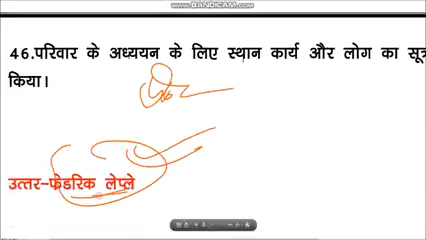 www.BANDICAM.com
46.परिवार के अध्ययन के लिए स्थान कार्य और लोग का सूत्र
किया।
उत्तर-फेडरिक लेप्ले